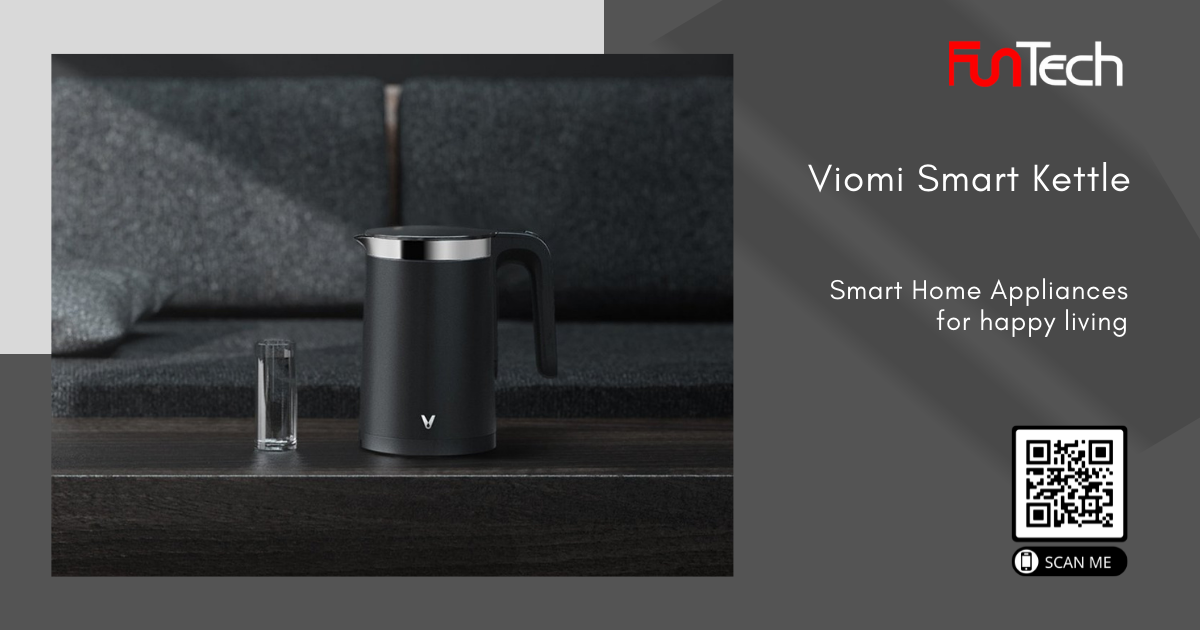 FunTech
Viomi Smart Kettle
Smart Home Appliances
for happy living
SCAN ME